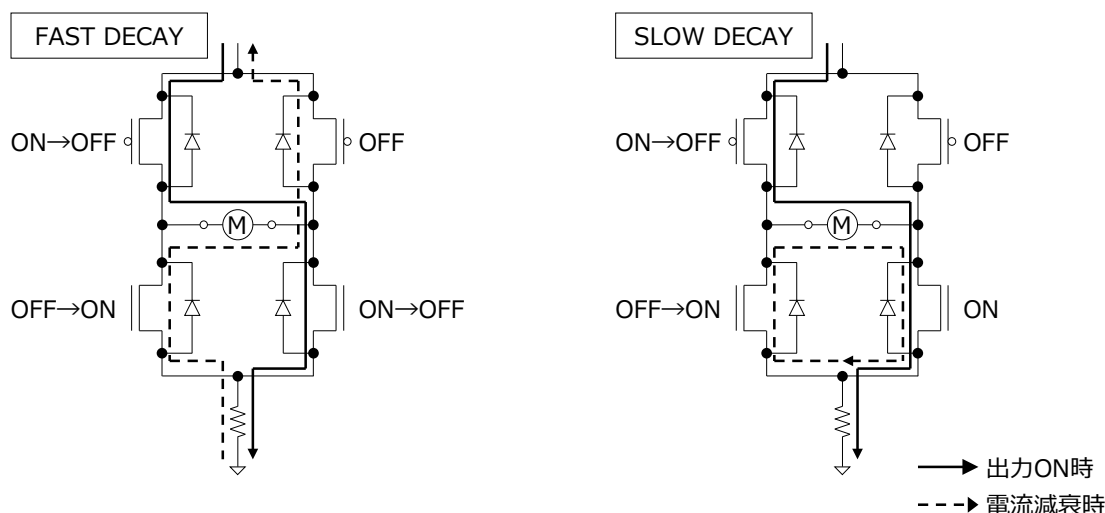 FAST DECAY
ON→OFF
OFF
M
OFF→ON
ON→OFF
SLOW DECAY
ON→OFF
OFF
M
OFF→ON
ON
出力ON時
電流減衰時